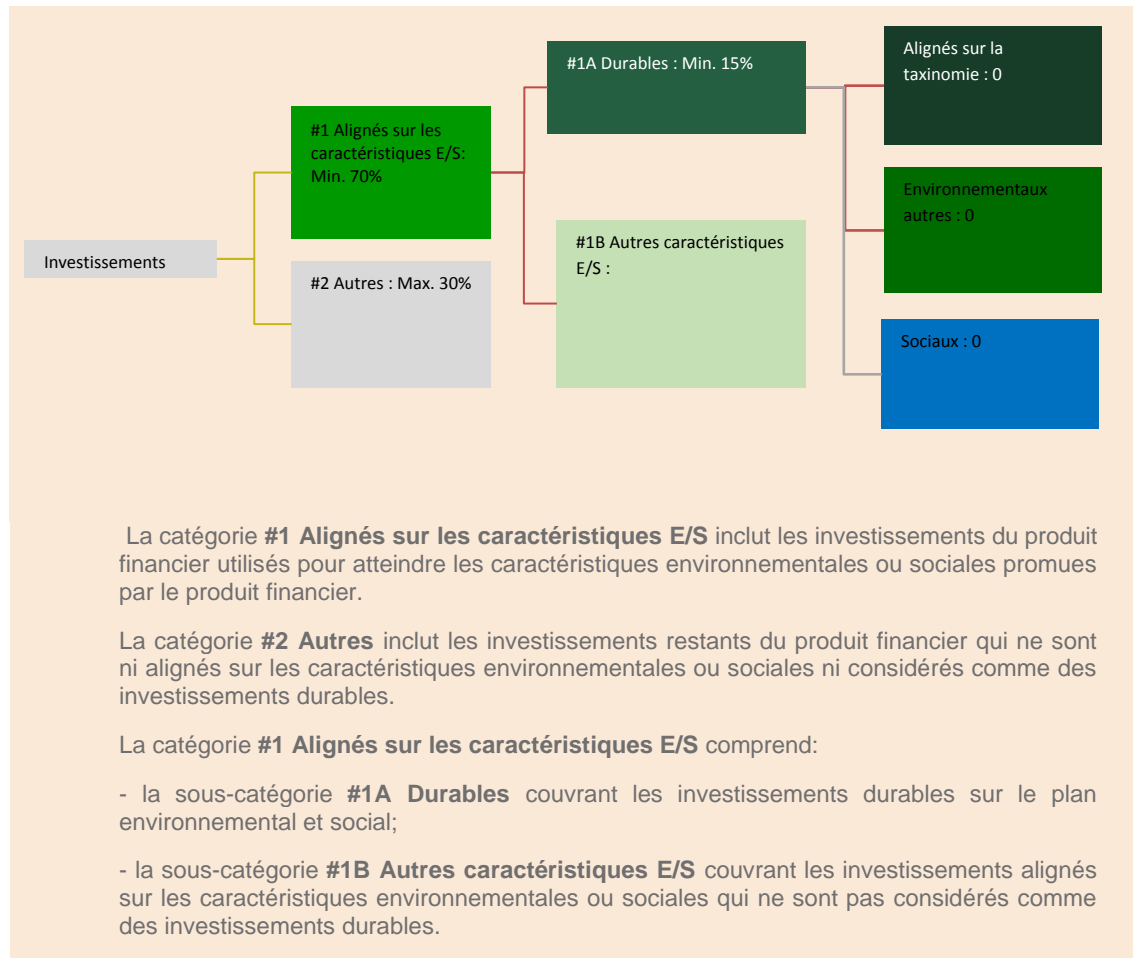 Investissements
#1 Alignés sur les
caractéristiques E/S:
Min. 70%
#2 Autres : Max. 30%
#1A Durables : Min. 15%
#1B Autres caractéristiques
E/S :
Alignés sur la
taxinomie : 0
Environnementaux
autres : 0
Sociaux : 0
La catégorie #1 Alignés sur les caractéristiques E/S inclut les investissements du produit
financier utilisés pour atteindre les caractéristiques environnementales ou sociales promues
par le produit financier.
La catégorie #2 Autres inclut les investissements restants du produit financier qui ne sont
ni alignés sur les caractéristiques environnementales ou sociales ni considérés comme des
investissements durables.
La catégorie #1 Alignés sur les caractéristiques E/S comprend:
- la sous-catégorie #1A Durables couvrant les investissements durables sur le plan
environnemental et social;
- la sous-catégorie #1B Autres caractéristiques E/S couvrant les investissements alignés
sur les caractéristiques environnementales ou sociales qui ne sont pas considérés comme
des investissements durables.